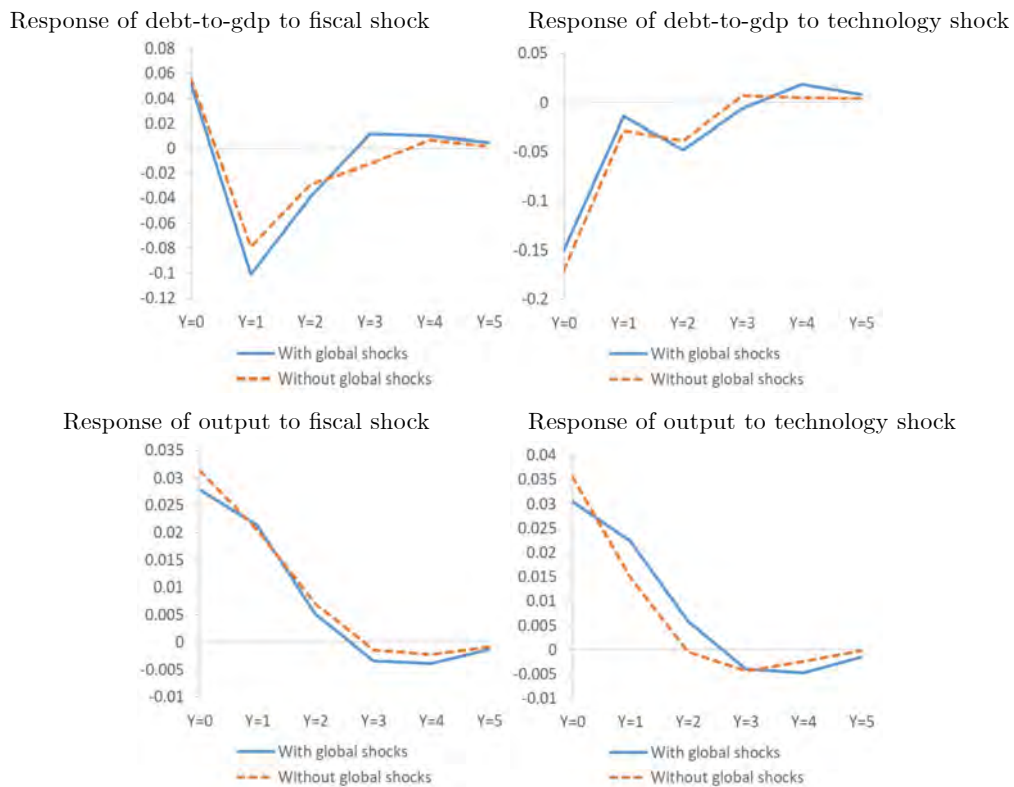 Response of debt-to-gdp to fiscal shock
0.08
0.06
0.04
0.02
0
-0.02
-0.04
-0.06
-0.08
-0.1
-0.12
Y=0 Y=1 Y=2 Y=3 Y=4 Y=5
With global shocks
Without global shocks
Response of debt-to-gdp to technology shock
0.05
0
-0.05
-0.1
-0.15
-0.2
Y=0 Y=1 Y=2 Y=3 Y=4 Y=5
With global shocks
Without global shocks
Response of output to fiscal shock
0.035
0.03
0.025
0.02
0.015
0.01
0.005
0
-0.005
-0.01
Y=0 Y=1 Y=2 Y=3 Y=4 Y=5
With global shocks
Without global shocks
Response of output to technology shock
0.04
0.035
0.03
0.025
0.02
0.015
0.01
0.005
0
-0.005
-0.01
Y=0 Y=1 Y=2 Y=3 Y=4 Y=5
With global shocks
Without global shocks